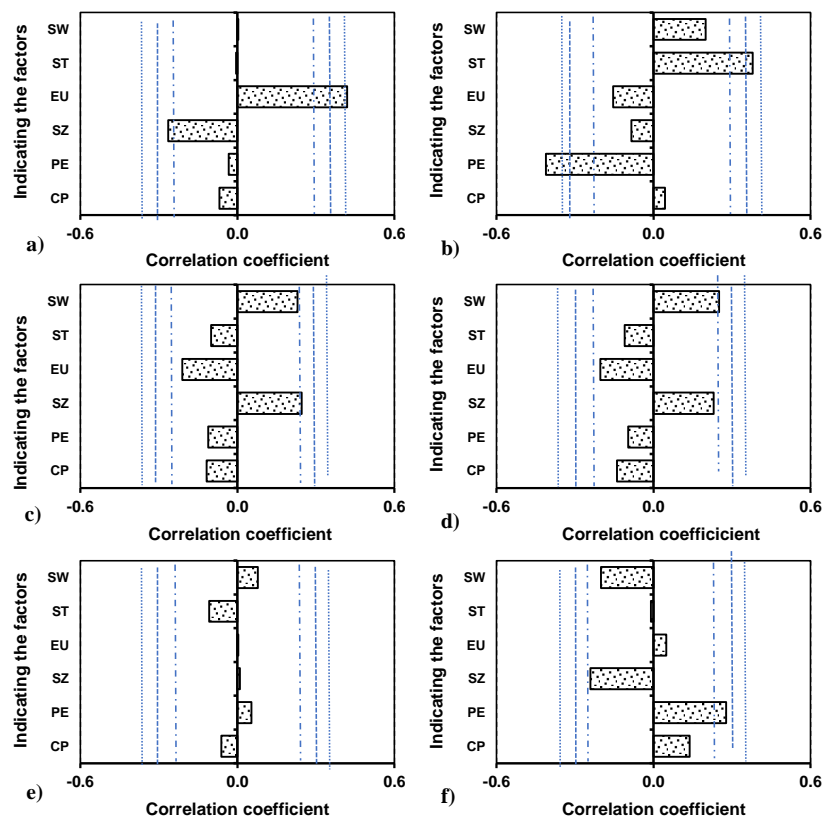 Indicating the factors
SW
ST
EU
SZ
PE
CP
-0.6 0.0 0.6
a) Correlation coefficient
Indicating the factors
SW
ST
EU
SZ
PE
CP
-0.6 0.0 0.6
b) Correlation coefficient
Indicating the factors
SW
ST
EU
SZ
PE
CP
-0.6 0.0 0.6
c) Correlation coefficient
Indicating the factors
SW
ST
EU
SZ
PE
CP
-0.6 0.0 0.6
d) Correlation coefficient
Indicating the factors
SW
ST
EU
SZ
PE
CP
-0.6 0.0 0.6
e) Correlation coefficient
Indicating the factors
SW
ST
EU
SZ
PE
CP
-0.6 0.0 0.6
f) Correlation coefficient